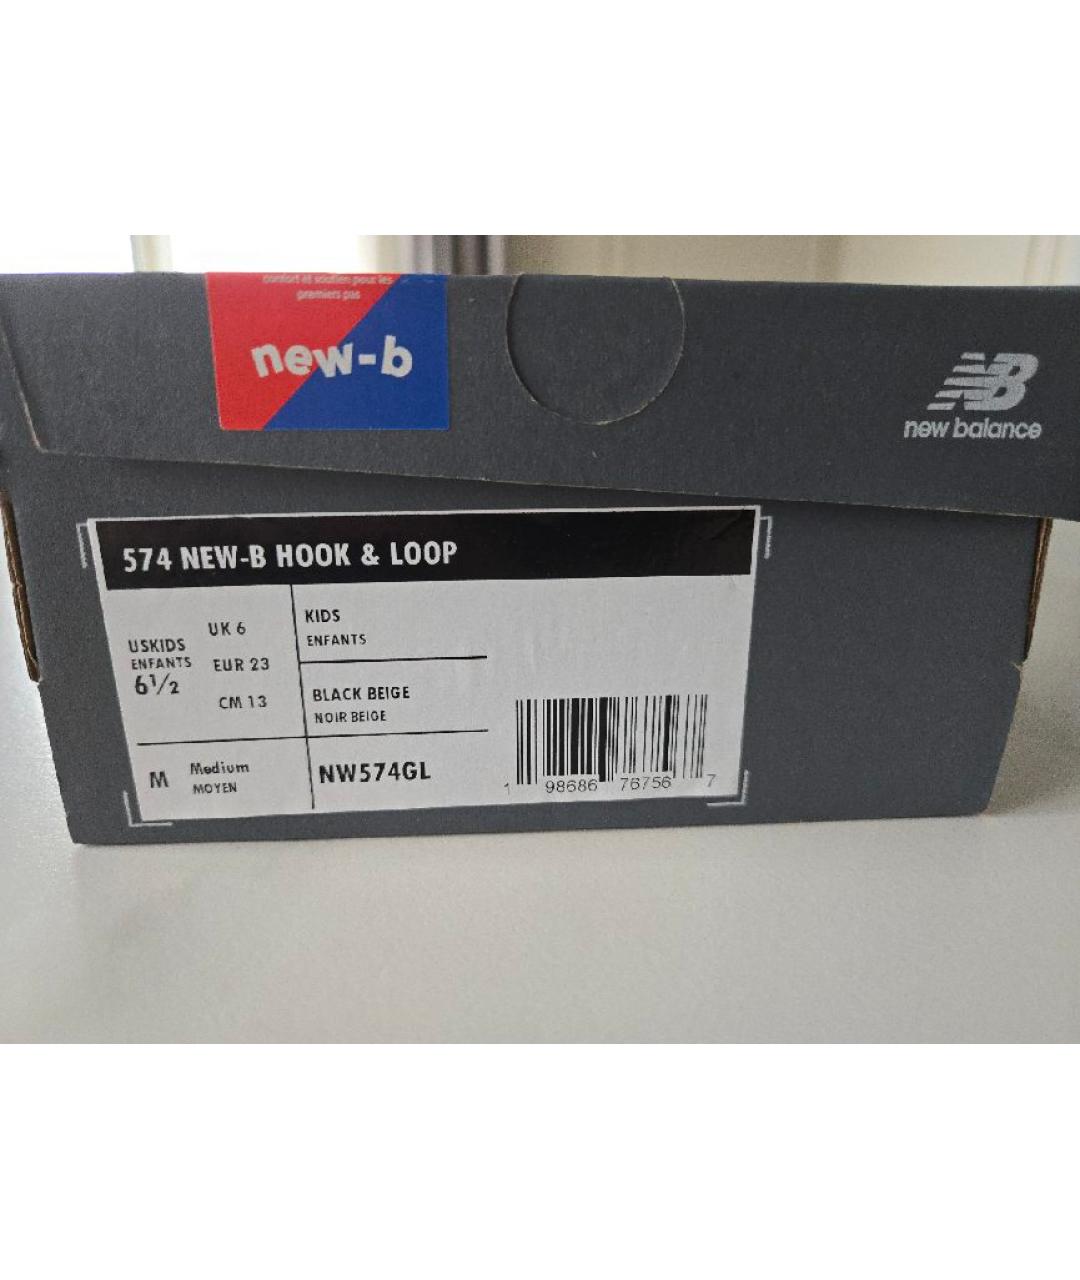 confort et soutien pour les
premiers pas
new-b
NB
new balance
574 NEW-B HOOK & LOOP
USKIDS
ENFANTS
6½
UK 6
EUR 23
CM 13
KIDS
ENFANTS
BLACK BEIGE
NOIR BEIGE
M
Medium
MOYEN
NW574GL
1 98686 76756 7